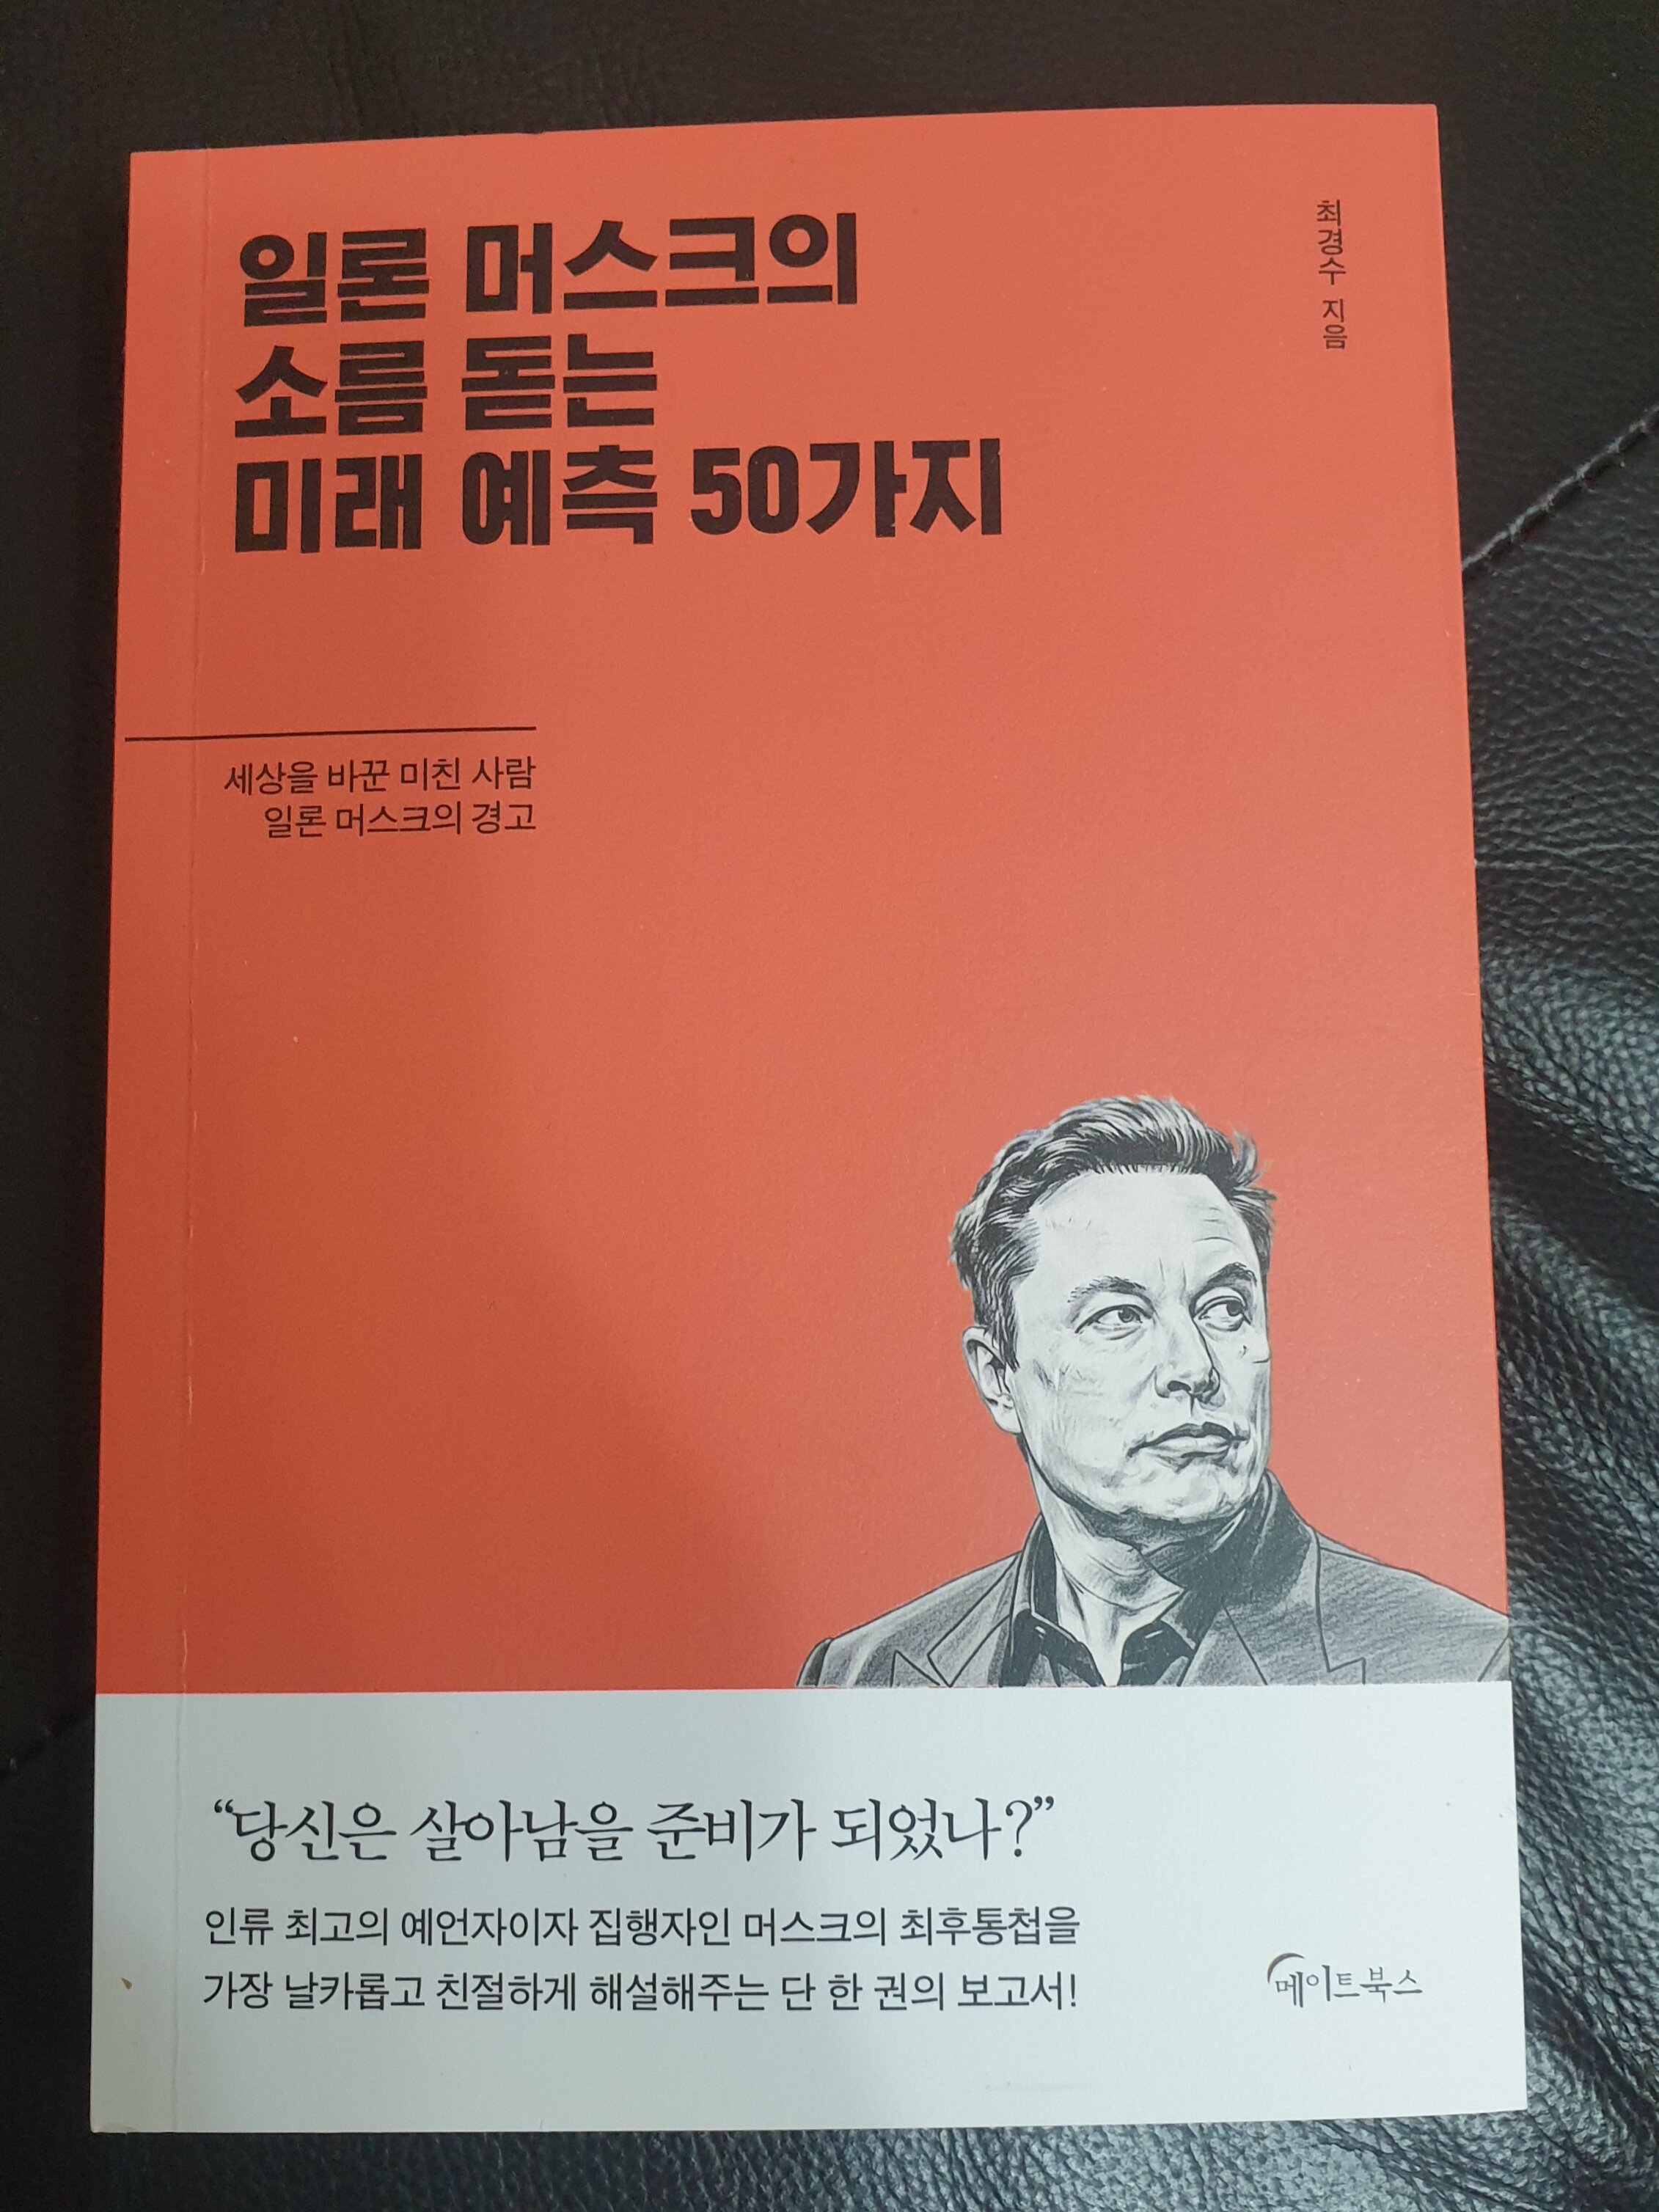 일론 머스크의
소름 돋는
미래 예측 50가지
최경수 지음
세상을 바꾼 미친 사람
일론 머스크의 경고
“당신은 살아남을 준비가 되었나?”
인류 최고의 예언자이자 집행자인 머스크의 최후통첩을
가장 날카롭고 친절하게 해설해주는 단 한 권의 보고서!
메이트북스